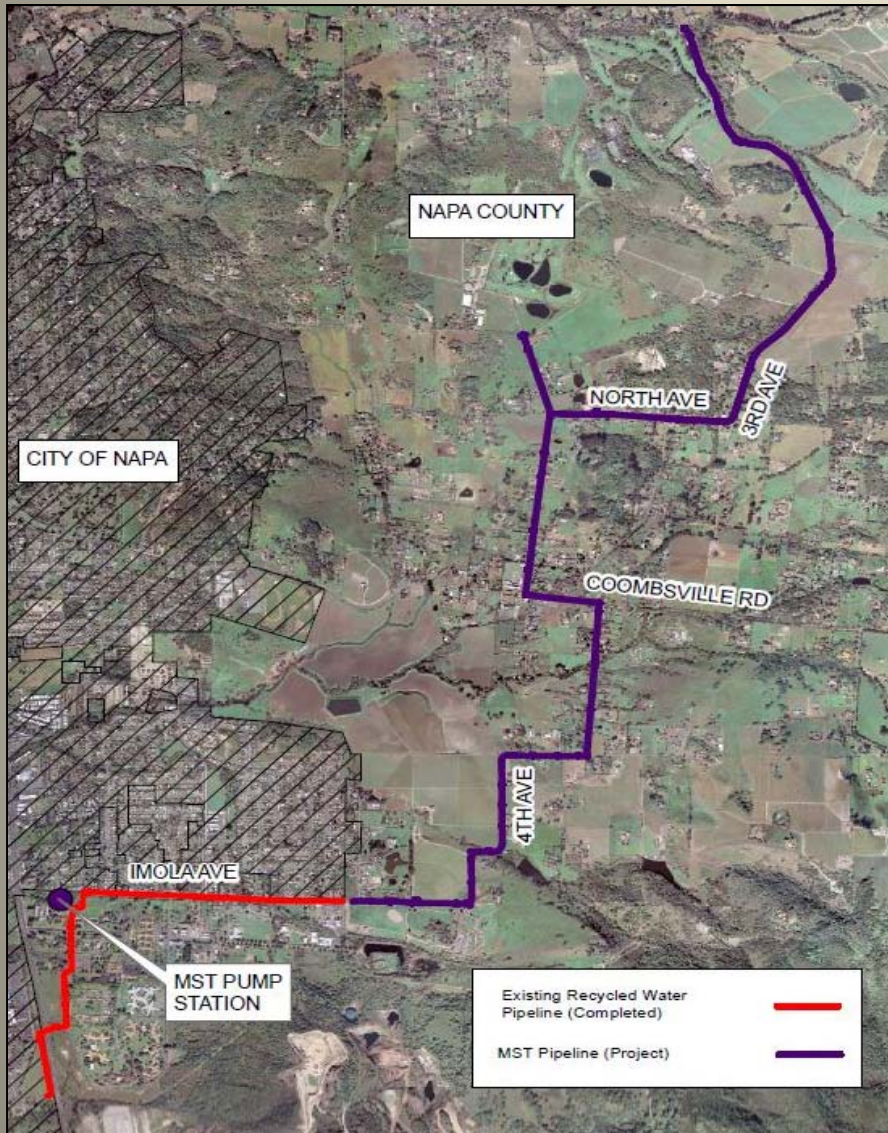 NAPA COUNTY
NORTH AVE
3RD AVE
CITY OF NAPA
COOMBSVILLE RD
4TH AVE
IMOLA AVE
MST PUMP
STATION
Existing Recycled Water
Pipeline (Completed)
MST Pipeline (Project)